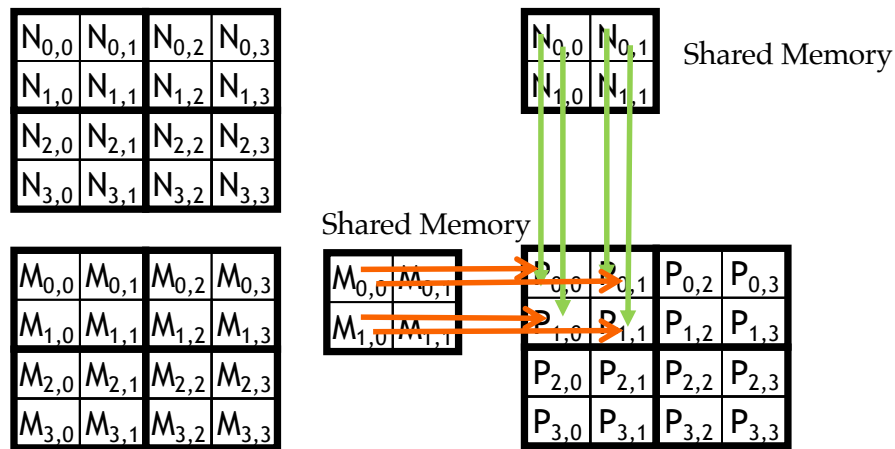 N0,0 N0,1 N0,2 N0,3
N1,0 N1,1 N1,2 N1,3
N2,0 N2,1 N2,2 N2,3
N3,0 N3,1 N3,2 N3,3
N0,0 N0,1
N1,0 N1,1
Shared Memory
Shared Memory
M0,0 M0,1 M0,2 M0,3
M1,0 M1,1 M1,2 M1,3
M2,0 M2,1 M2,2 M2,3
M3,0 M3,1 M3,2 M3,3
M0,0 M0,1
M1,0 M1,1
P0,0 P0,1 P0,2 P0,3
P1,0 P1,1 P1,2 P1,3
P2,0 P2,1 P2,2 P2,3
P3,0 P3,1 P3,2 P3,3